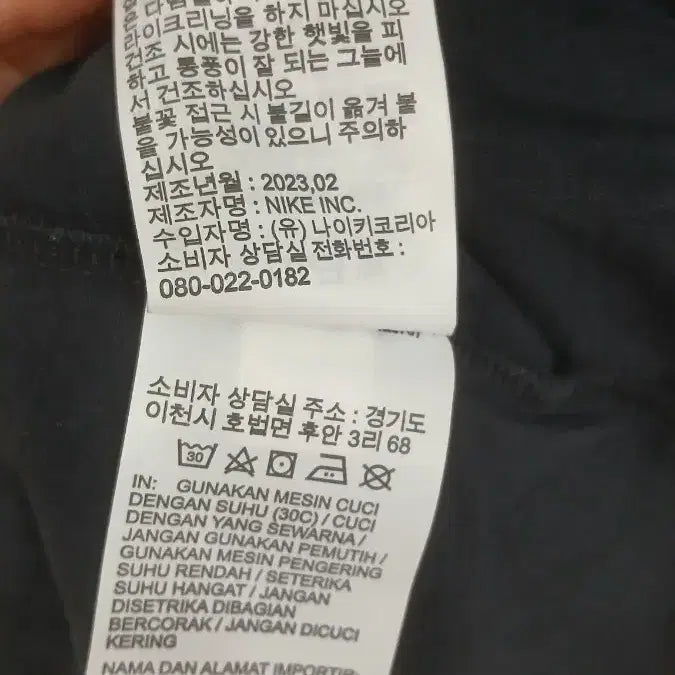 라이크리닝을 하지 마십시오
건조 시에는 강한 햇빛을 피
하고 통풍이 잘 되는 그늘에
서 건조하십시오
불꽃 접근 시 불길이 옮겨 붙
을 가능성이 있으니 주의하
십시오
제조년월 : 2023,02
제조자명 : NIKE INC.
수입자명 : (유) 나이키코리아
소비자 상담실 전화번호 :
080-022-0182
소비자 상담실 주소 : 경기도
이천시 호법면 후안 3리 68
30
IN: GUNAKAN MESIN CUCI
DENGAN SUHU (30C) / CUCI
DENGAN YANG SEWARNA /
JANGAN GUNAKAN PEMUTIH /
GUNAKAN MESIN PENGERING
SUHU RENDAH / SETERIKA
SUHU HANGAT / JANGAN
DISETRIKA DIBAGIAN
BERCORAK / JANGAN DICUCI
KERING
NAMA DAN ALAMAT IMPORTIR